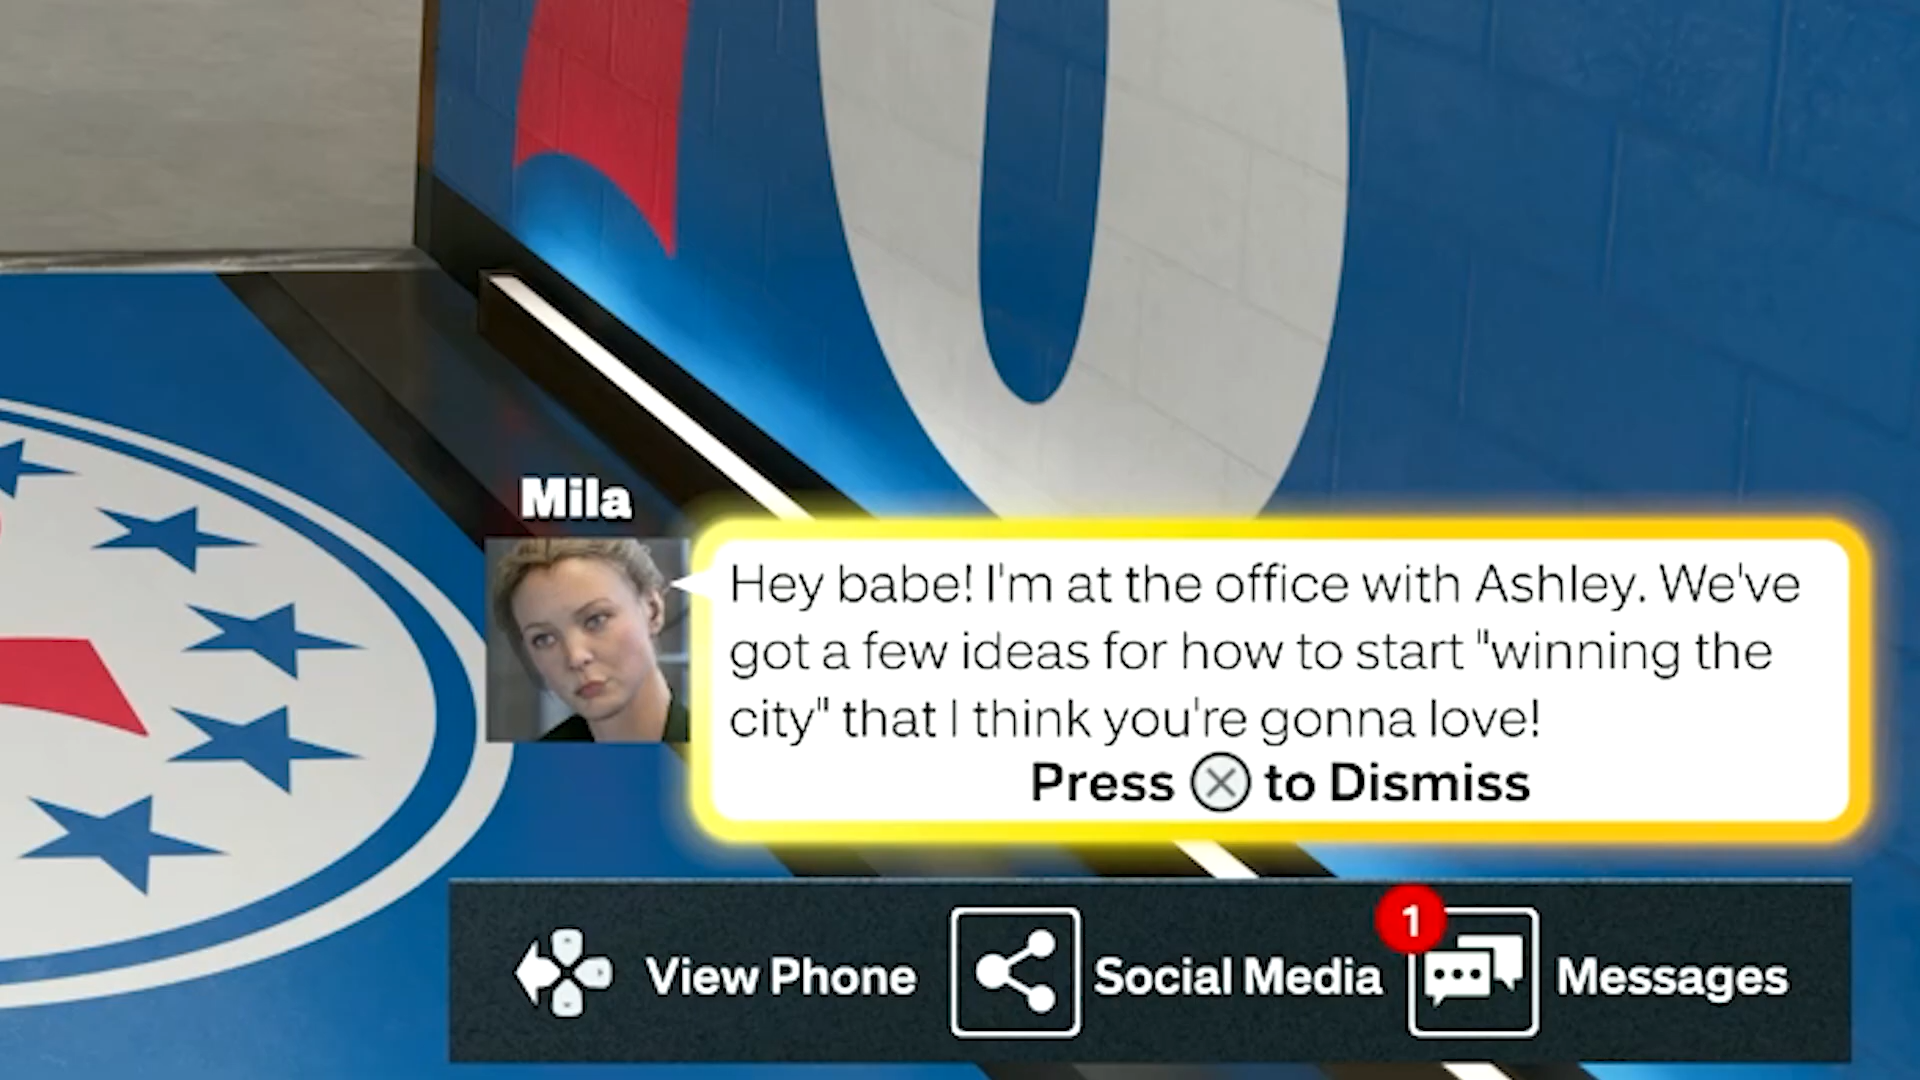 Mila
Hey babe! I'm at the office with Ashley. We've
got a few ideas for how to start "winning the
city" that I think you're gonna love!
Press ⊗ to Dismiss
View Phone
Social Media
1
Messages